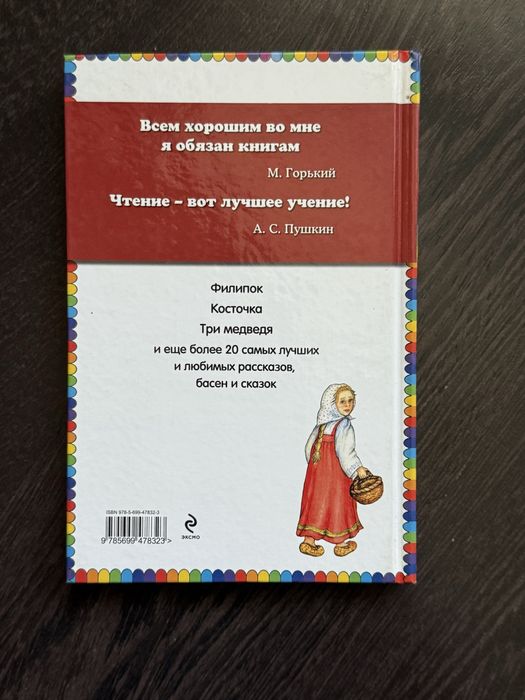 Всем хорошим во мне
я обязан книгам
М. Горький
Чтение – вот лучшее учение!
А. С. Пушкин
Филипок
Косточка
Три медведя
и еще более 20 самых лучших
и любимых рассказов,
басен и сказок
ISBN 978-5-699-47832-3
9 785699 478323 >
эксмо